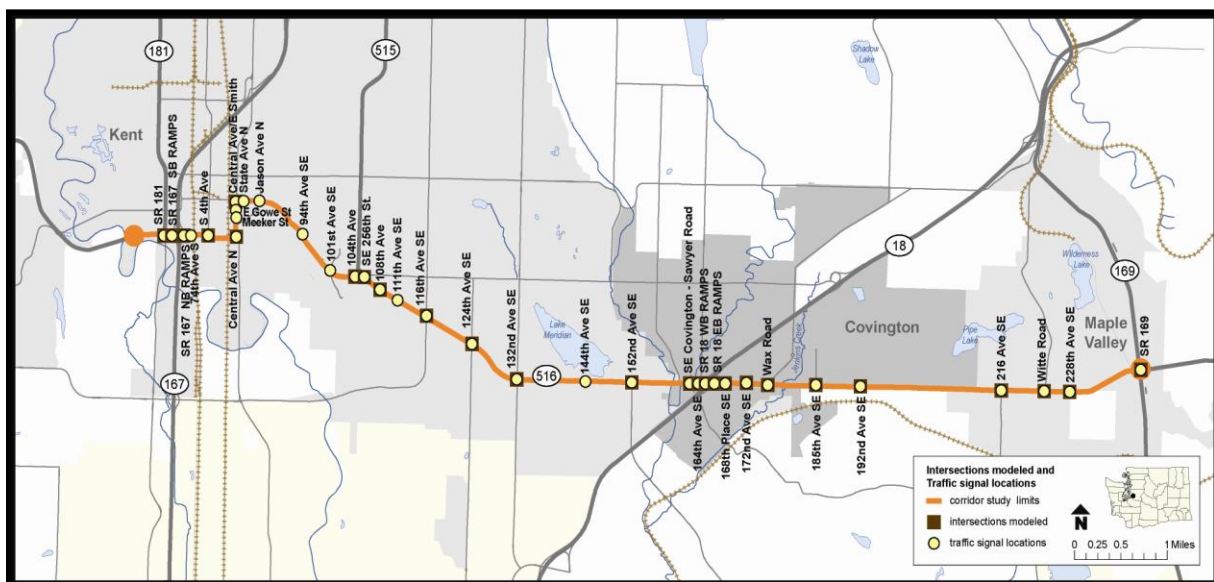 181
515
Shadow
Lake
Kent
SR 181
SR 167 SB RAMPS
SR 167 NB RAMPS
74th Ave S
S 4th Ave
Central Ave N
Central Ave/E Smith
State Ave N
Jason Ave N
E Gowe St
Meeker St
94th Ave SE
101st Ave SE
104th Ave
SE 256th St.
108th Ave
111th Ave SE
116th Ave SE
124th Ave SE
132nd Ave SE
Lake
Meridian
516
144th Ave SE
152nd Ave SE
SE Covington - Sawyer Road
SR 18 WB RAMPS
SR 18 EB RAMPS
164th Ave SE
168th Place SE
172nd Ave SE
Wax Road
Jenkins Creek
185th Ave SE
192nd Ave SE
18
Covington
Pipe
Lake
Wilderness
Lake
169
Maple
Valley
216 Ave SE
Witte Road
228th Ave SE
SR 169
167
Intersections modeled and
Traffic signal locations
corridor study limits
intersections modeled
traffic signal locations
N
0 0.25 0.5 1 Miles